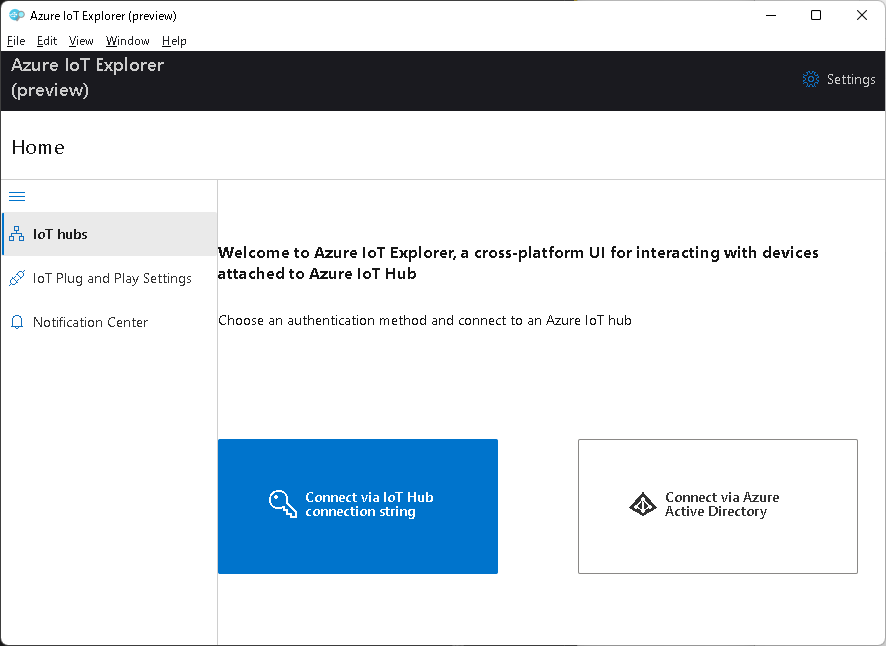 Azure IoT Explorer (preview)
File Edit View Window Help
Azure IoT Explorer
(preview)
Settings
Home
IoT hubs
IoT Plug and Play Settings
Notification Center
Welcome to Azure IoT Explorer, a cross-platform UI for interacting with devices
attached to Azure IoT Hub
Choose an authentication method and connect to an Azure IoT hub
Connect via IoT Hub
connection string
Connect via Azure
Active Directory